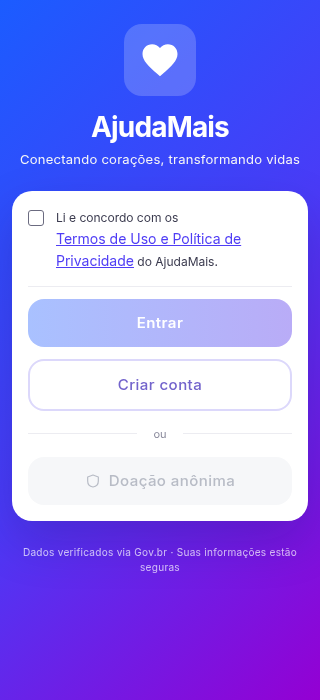 AjudaMais
Conectando corações, transformando vidas
Li e concordo com os
Termos de Uso e Política de
Privacidade do AjudaMais.
Entrar
Criar conta
ou
Doação anônima
Dados verificados via Gov.br · Suas informações estão
seguras